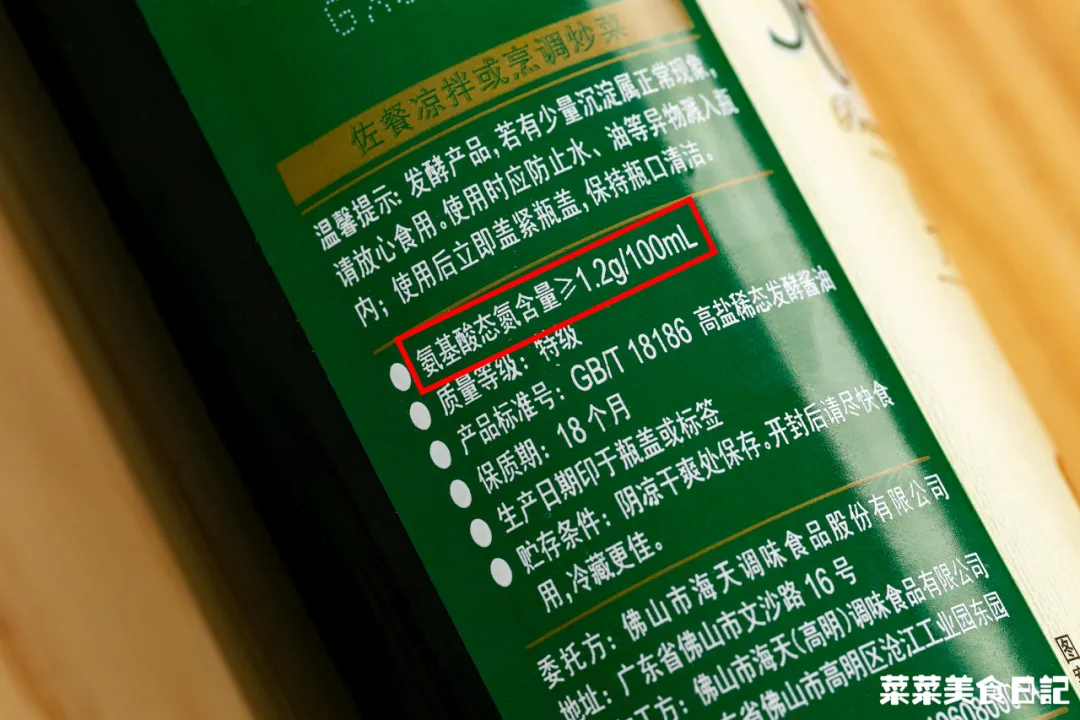 佐餐凉拌或烹调炒菜
温馨提示: 发酵产品,若有少量沉淀属正常现象,
请放心食用。使用时应防止水、油等异物溅入瓶
内；使用后立即盖紧瓶盖,保持瓶口清洁。
氨基酸态氮含量≥1.2g/100mL
质量等级: 特级
产品标准号: GB/T 18186 高盐稀态发酵酱油
保质期: 18个月
生产日期印于瓶盖或标签
贮存条件: 阴凉干爽处保存。开封后请尽快食
用,冷藏更佳。
委托方: 佛山市海天调味食品股份有限公司
地址: 广东省佛山市文沙路16号
佛山市海天(高明)调味食品有限公司
佛山市高明区沧江工业园东园
菜菜美食日記